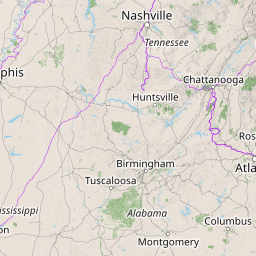 Nashville
Tennessee
phis
Chattanooga
Huntsville
Ros
Birmingham
Atla
Tuscaloosa
ississippi
Alabama
Columbus
on
Montgomery